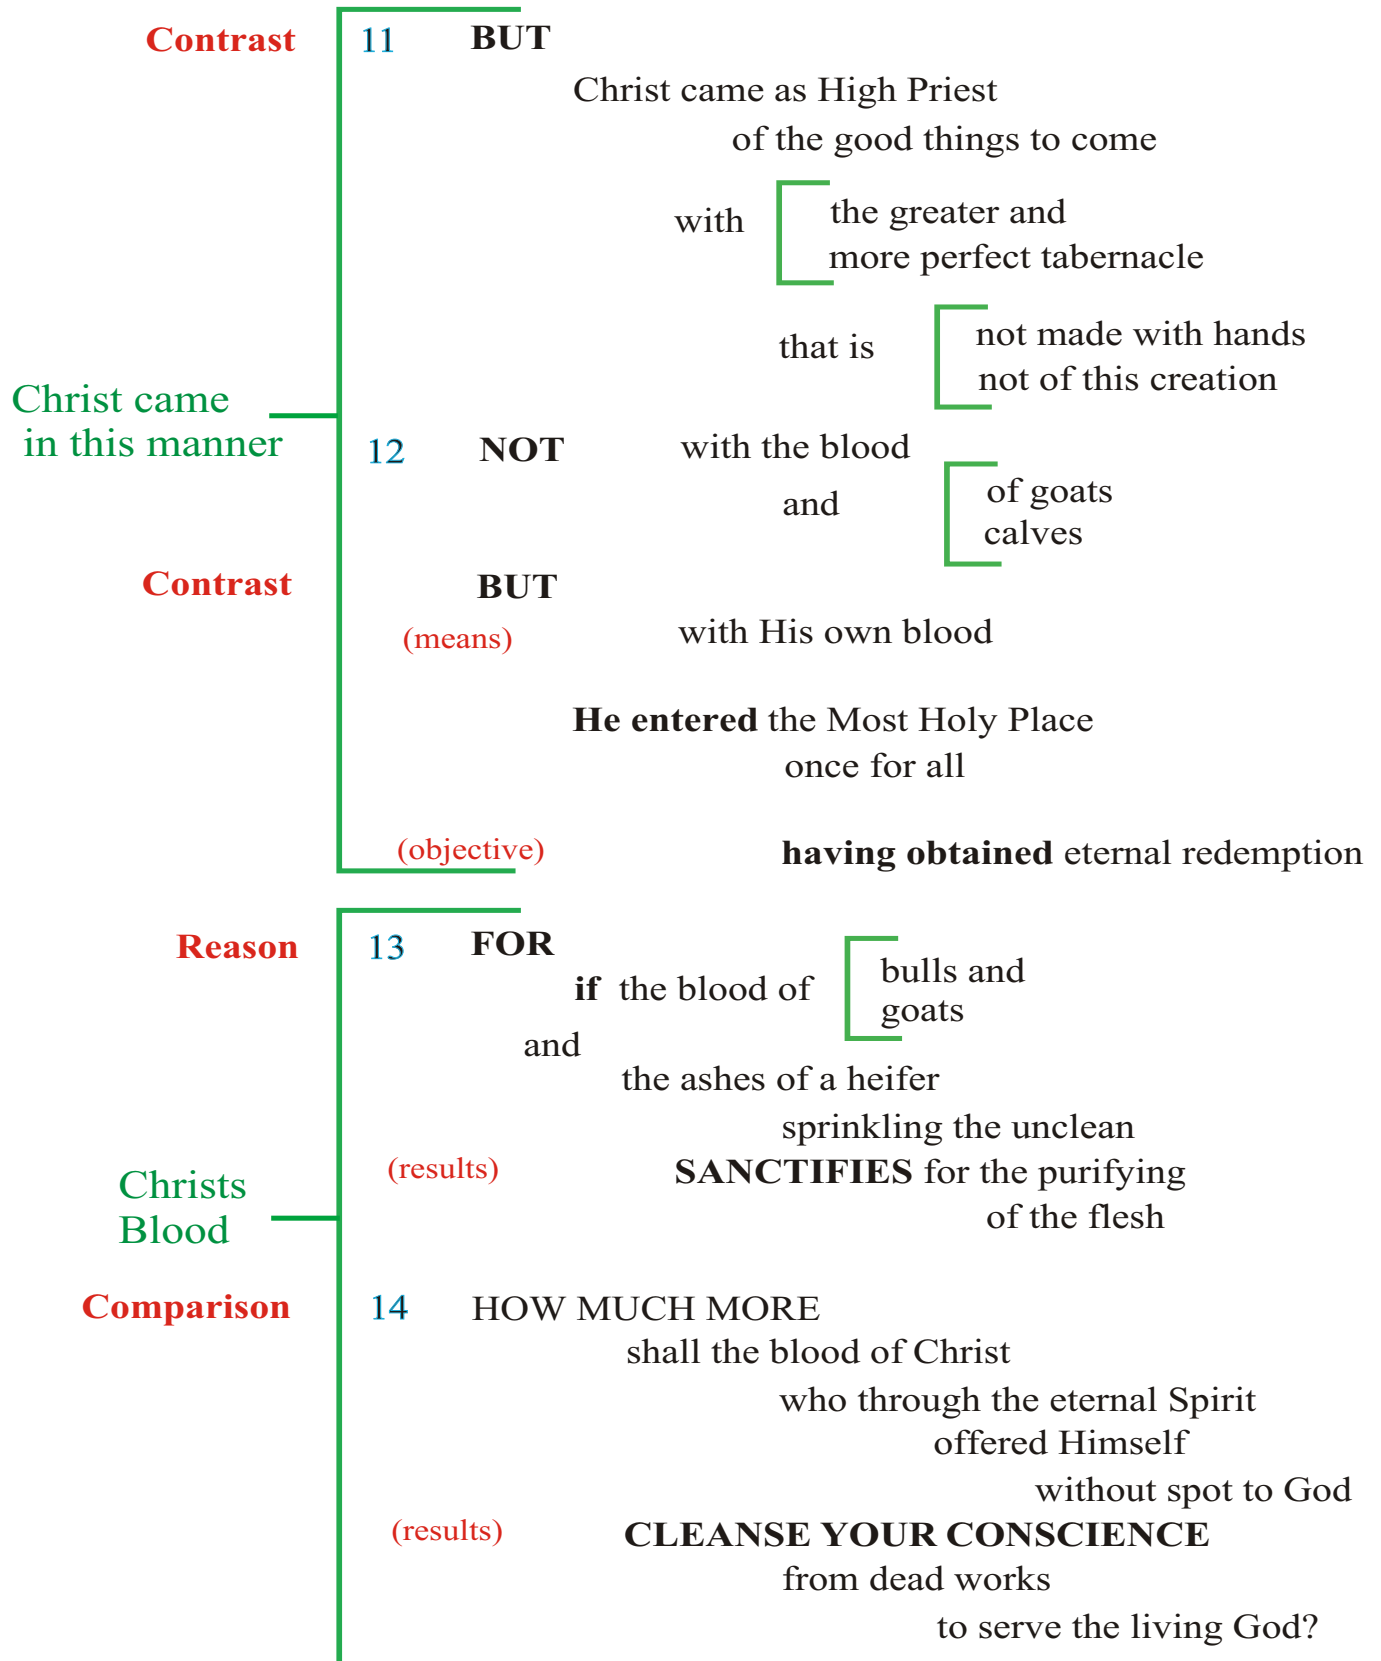 Contrast 11 BUT
Christ came as High Priest
of the good things to come
with the greater and
more perfect tabernacle
that is not made with hands
not of this creation
Christ came
in this manner
12 NOT with the blood
and of goats
calves
Contrast BUT
(means) with His own blood
He entered the Most Holy Place
once for all
(objective) having obtained eternal redemption
Reason 13 FOR
if the blood of bulls and
goats
and
the ashes of a heifer
sprinkling the unclean
(results) SANCTIFIES for the purifying
of the flesh
Christs
Blood
Comparison 14 HOW MUCH MORE
shall the blood of Christ
who through the eternal Spirit
offered Himself
without spot to God
(results) CLEANSE YOUR CONSCIENCE
from dead works
to serve the living God?